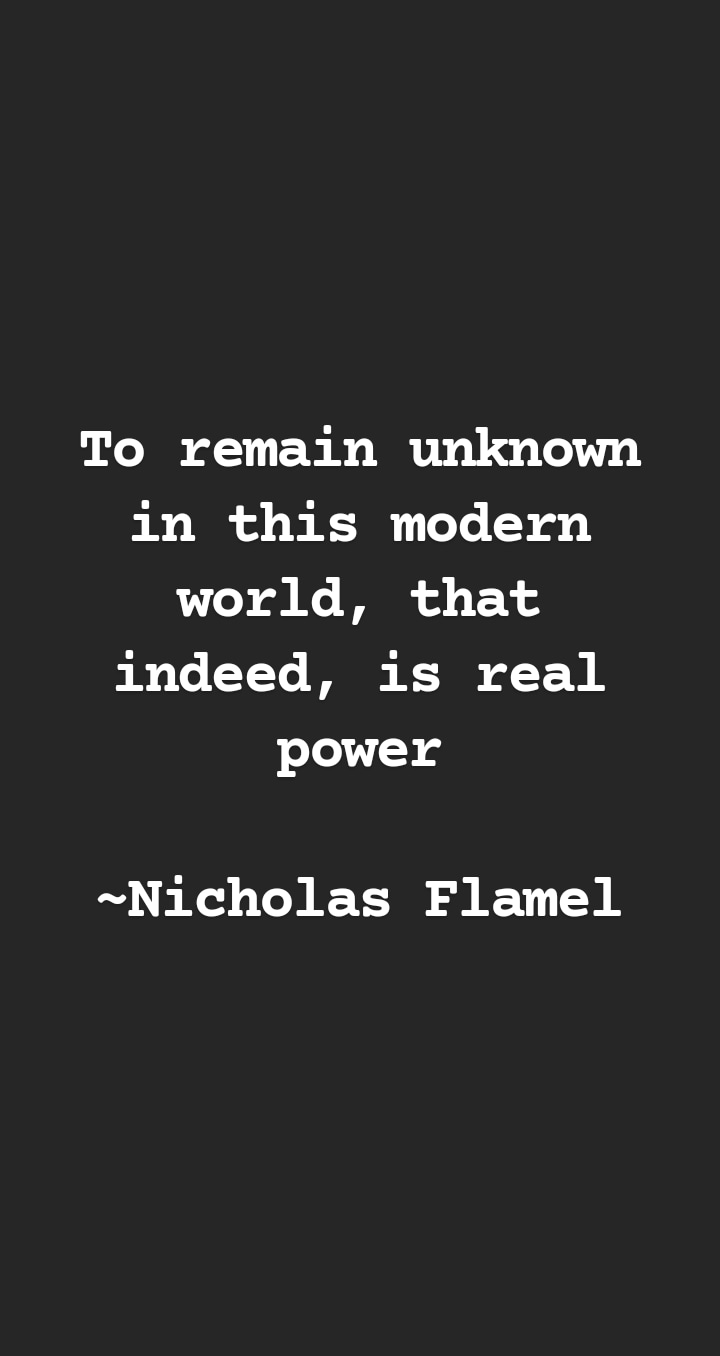 To remain unknown
in this modern
world, that
indeed, is real
power
~Nicholas Flamel